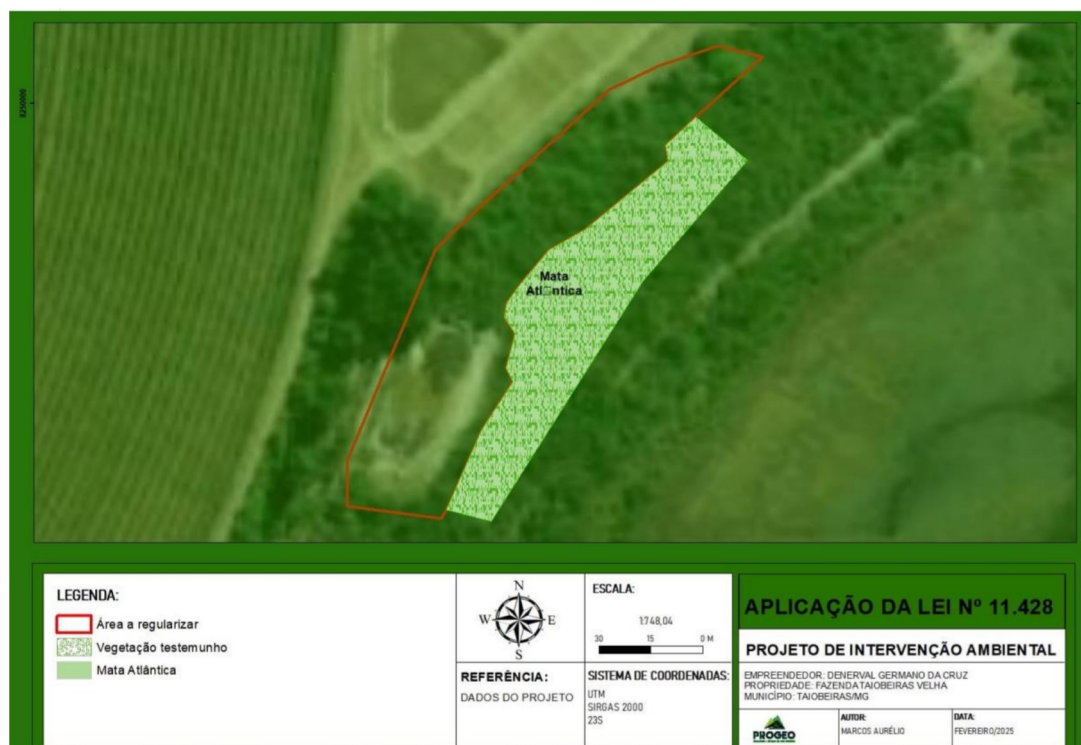 8250000
Mata
Atl□ntica
LEGENDA:
Área a regularizar
Vegetação testemunho
Mata Atlântica
N
W
E
S
REFERÊNCIA:
DADOS DO PROJETO
ESCALA:
1:748,04
30 15 0 M
SISTEMA DE COORDENADAS:
UTM
SIRGAS 2000
23S
APLICAÇÃO DA LEI Nº 11.428
PROJETO DE INTERVENÇÃO AMBIENTAL
EMPREENDEDOR: DENERVAL GERMANO DA CRUZ
PROPRIEDADE: FAZENDA TAIOBEIRAS VELHA
MUNICÍPIO: TAIOBEIRAS/MG
PROGEO
AUTOR:
MARCOS AURÉLIO
DATA:
FEVEREIRO/2025